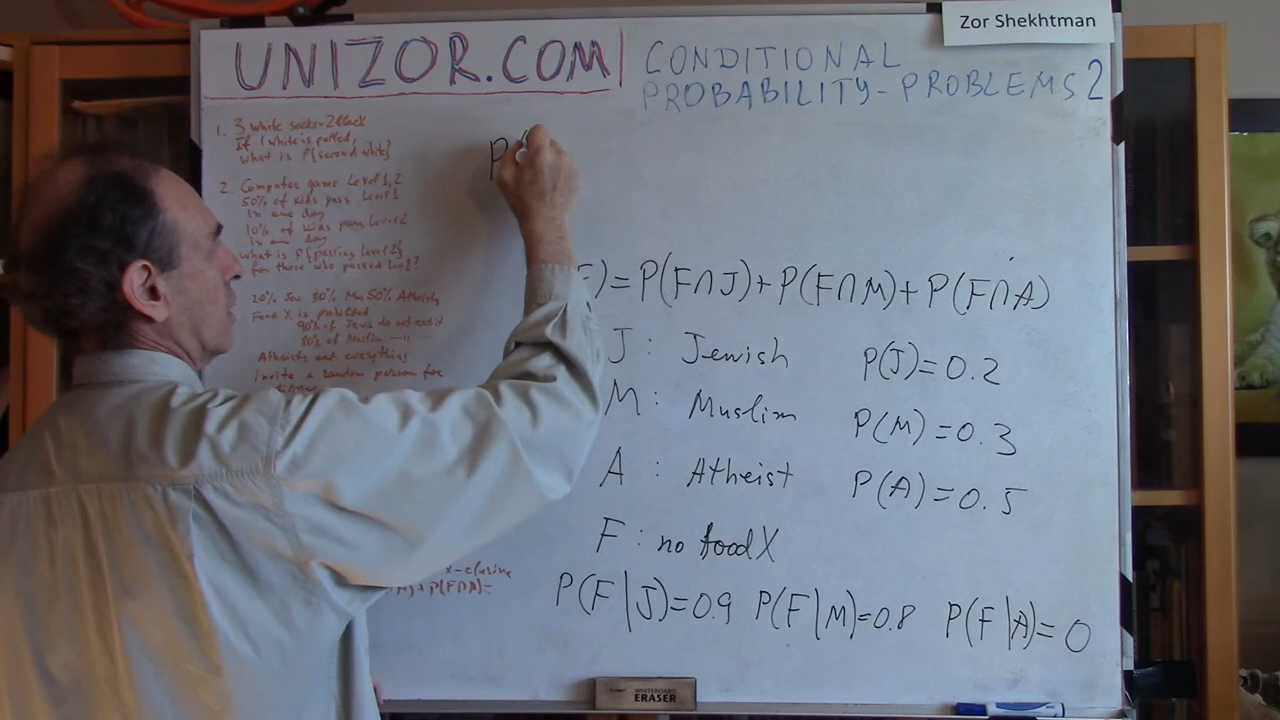 Zor Shekhtman
UNIZOR.COM
CONDITIONAL
PROBABILITY-PROBLEMS 2
1. 3 white socks+2 black
If 1 white is pulled,
what is P{second white}
2. Computer game Level 1,2
50% of kids pass Level 1
in one day
10% of kids pass Level 2
in one day
What is P{passing Level 2}
for those who passed Lev. 1?
20% Jew 30% Mus 50% Atheists
Food X is prohibited
90% of Jews do not eat it
80% of Muslim —"
Atheists eat everything
Invite a random person for
P
)=P(F∩J)+P(F∩M)+P(F∩A)
J: Jewish P(J)=0.2
M: Muslim P(M)=0.3
A: Atheist P(A)=0.5
F: no food X
P(F|J)=0.9 P(F|M)=0.8 P(F|A)=0
+P(F∩A)=
WHITEBOARD
ERASER